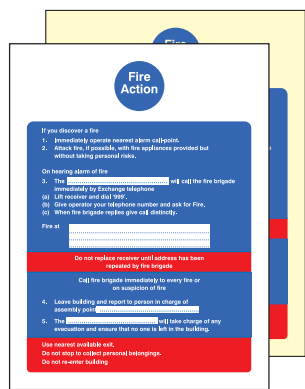 Fire
Fire
Action
If you discover a fire
1. Immediately operate nearest alarm call-point.
2. Attack fire, if possible, with fire appliances provided but
without taking personal risks.
On hearing alarm of fire
3. The will call the fire brigade
immediately by Exchange telephone
(a) Lift receiver and dial '999'.
(b) Give operator your telephone number and ask for Fire.
(c) When fire brigade replies give call distinctly.
Fire at
Do not replace receiver until address has been
repeated by fire brigade
Call fire brigade immediately to every fire or
on suspicion of fire
4. Leave building and report to person in charge of
assembly point
5. The will take charge of any
evacuation and ensure that no one is left in the building.
Use nearest available exit.
Do not stop to collect personal belongings.
Do not re-enter building